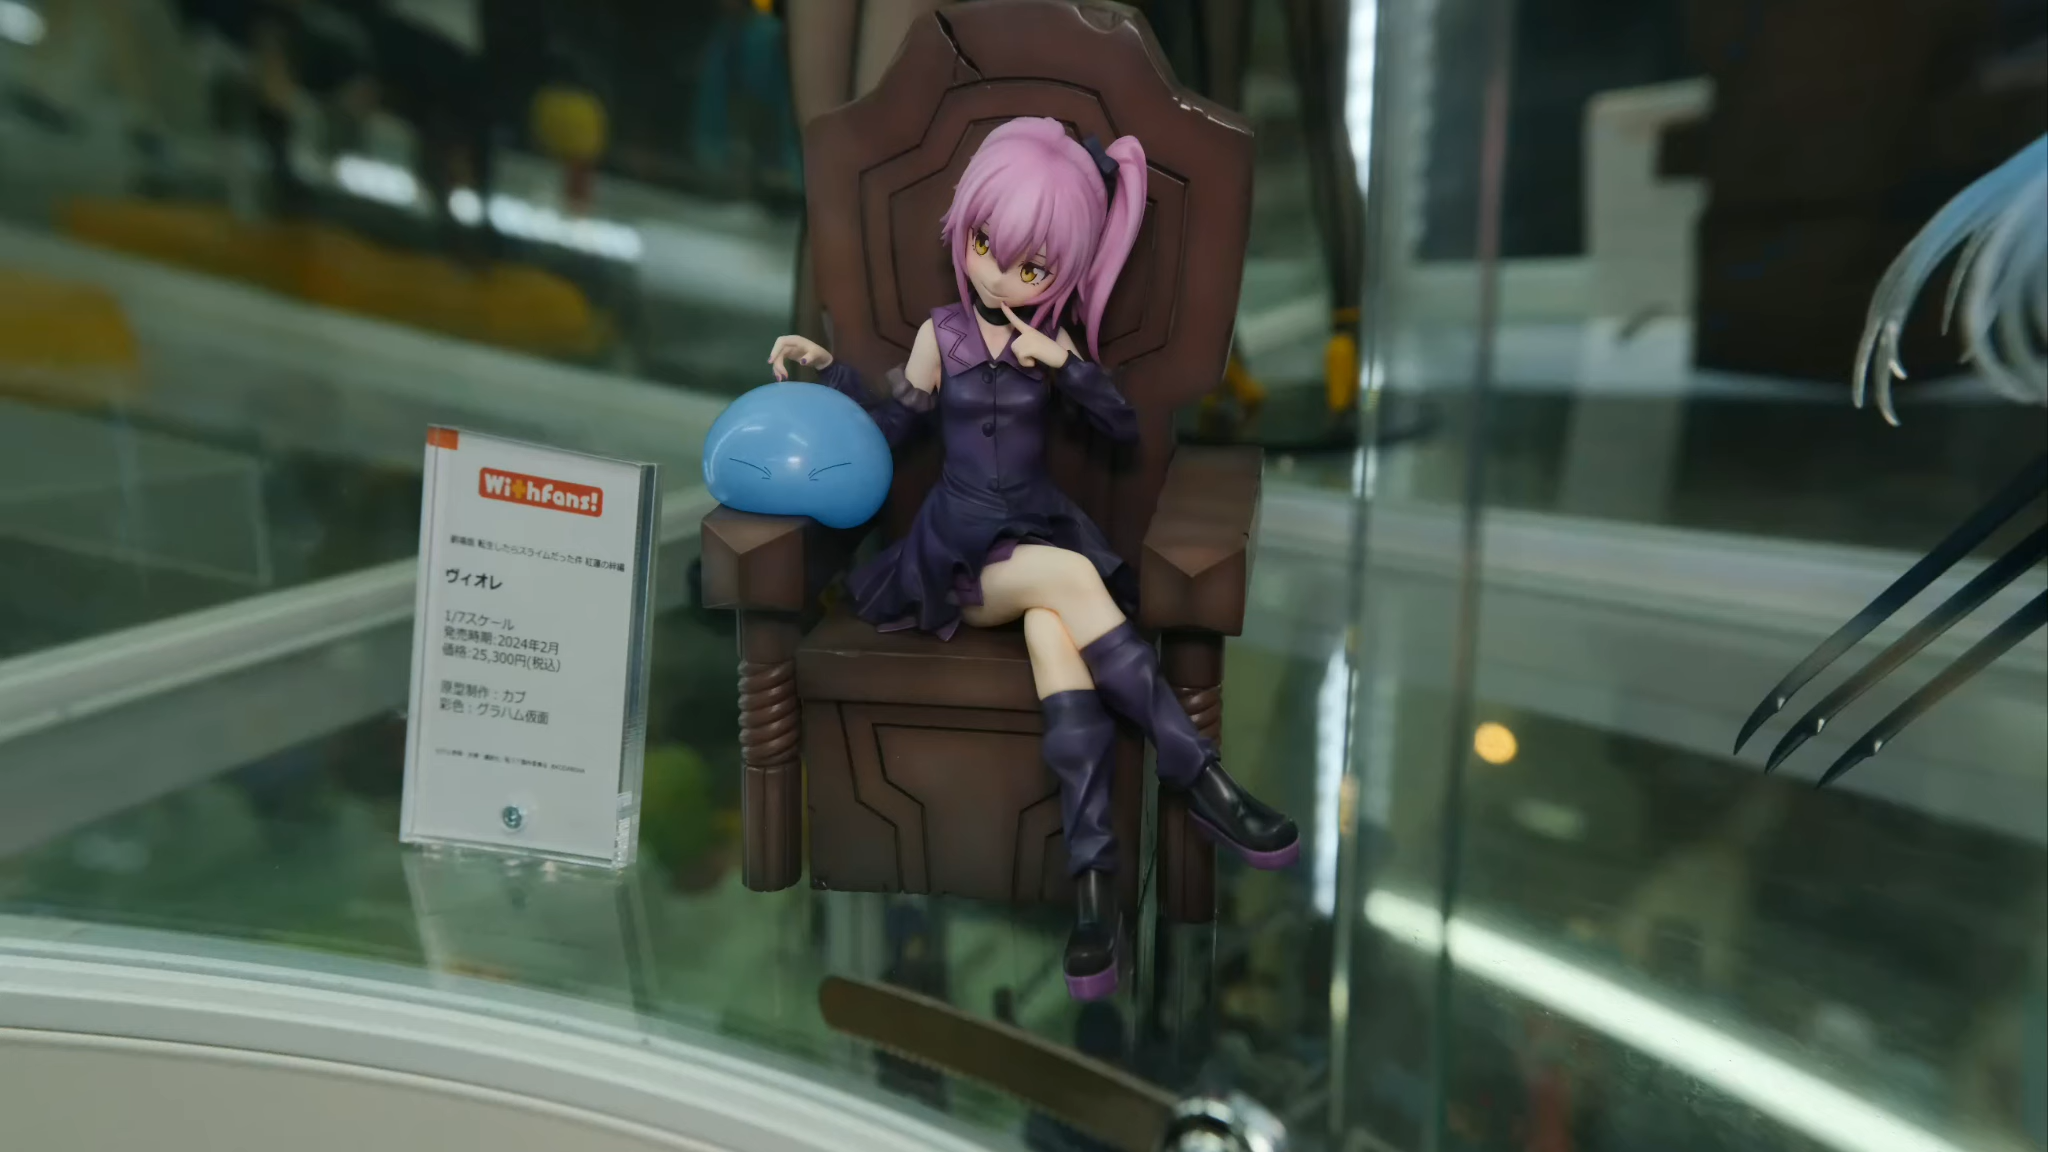 Withfans!
劇場版 転生したらスライムだった件 紅蓮の絆編
ヴィオレ
1/7スケール
発売時期:2024年2月
価格:25,300円(税込)
原型制作：カブ
彩色：グラハム仮面